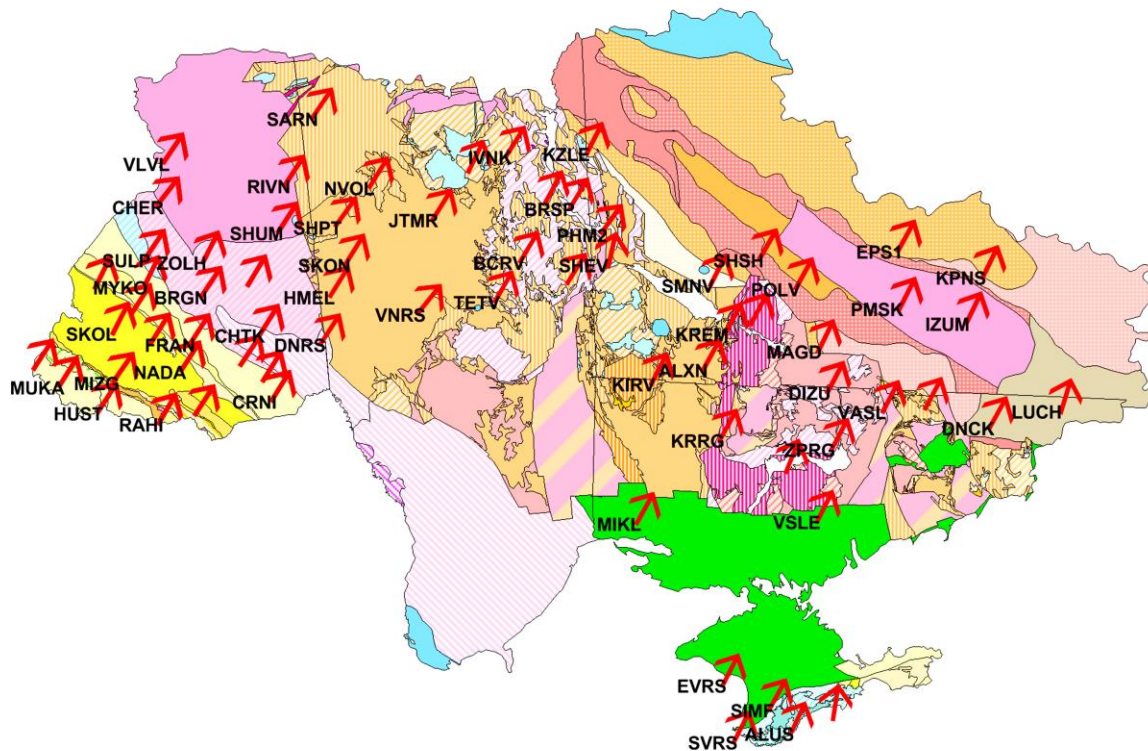 SARN
VLVL
IVNK
KZLE
CHER
RIVN
NVOL
JTMR
BRSP
SHUM
SHPT
PHM2
SULP
ZOLH
SKON
BCRV
SHEV
SHSH
EPS1
KPNS
MYKO
BRGN
HMEL
VNRS
TETV
SMNV
POLV
PMSK
IZUM
SKOL
FRAN
CHTK
DNRS
KREM
MAGD
MUKA
MIZG
NADA
KIRV
ALXN
HUST
RAHI
CRNI
DIZU
VASL
LUCH
KRRG
ZPRG
DNCK
MIKL
VSLE
EVRS
SIMF
SVRS
ALUS